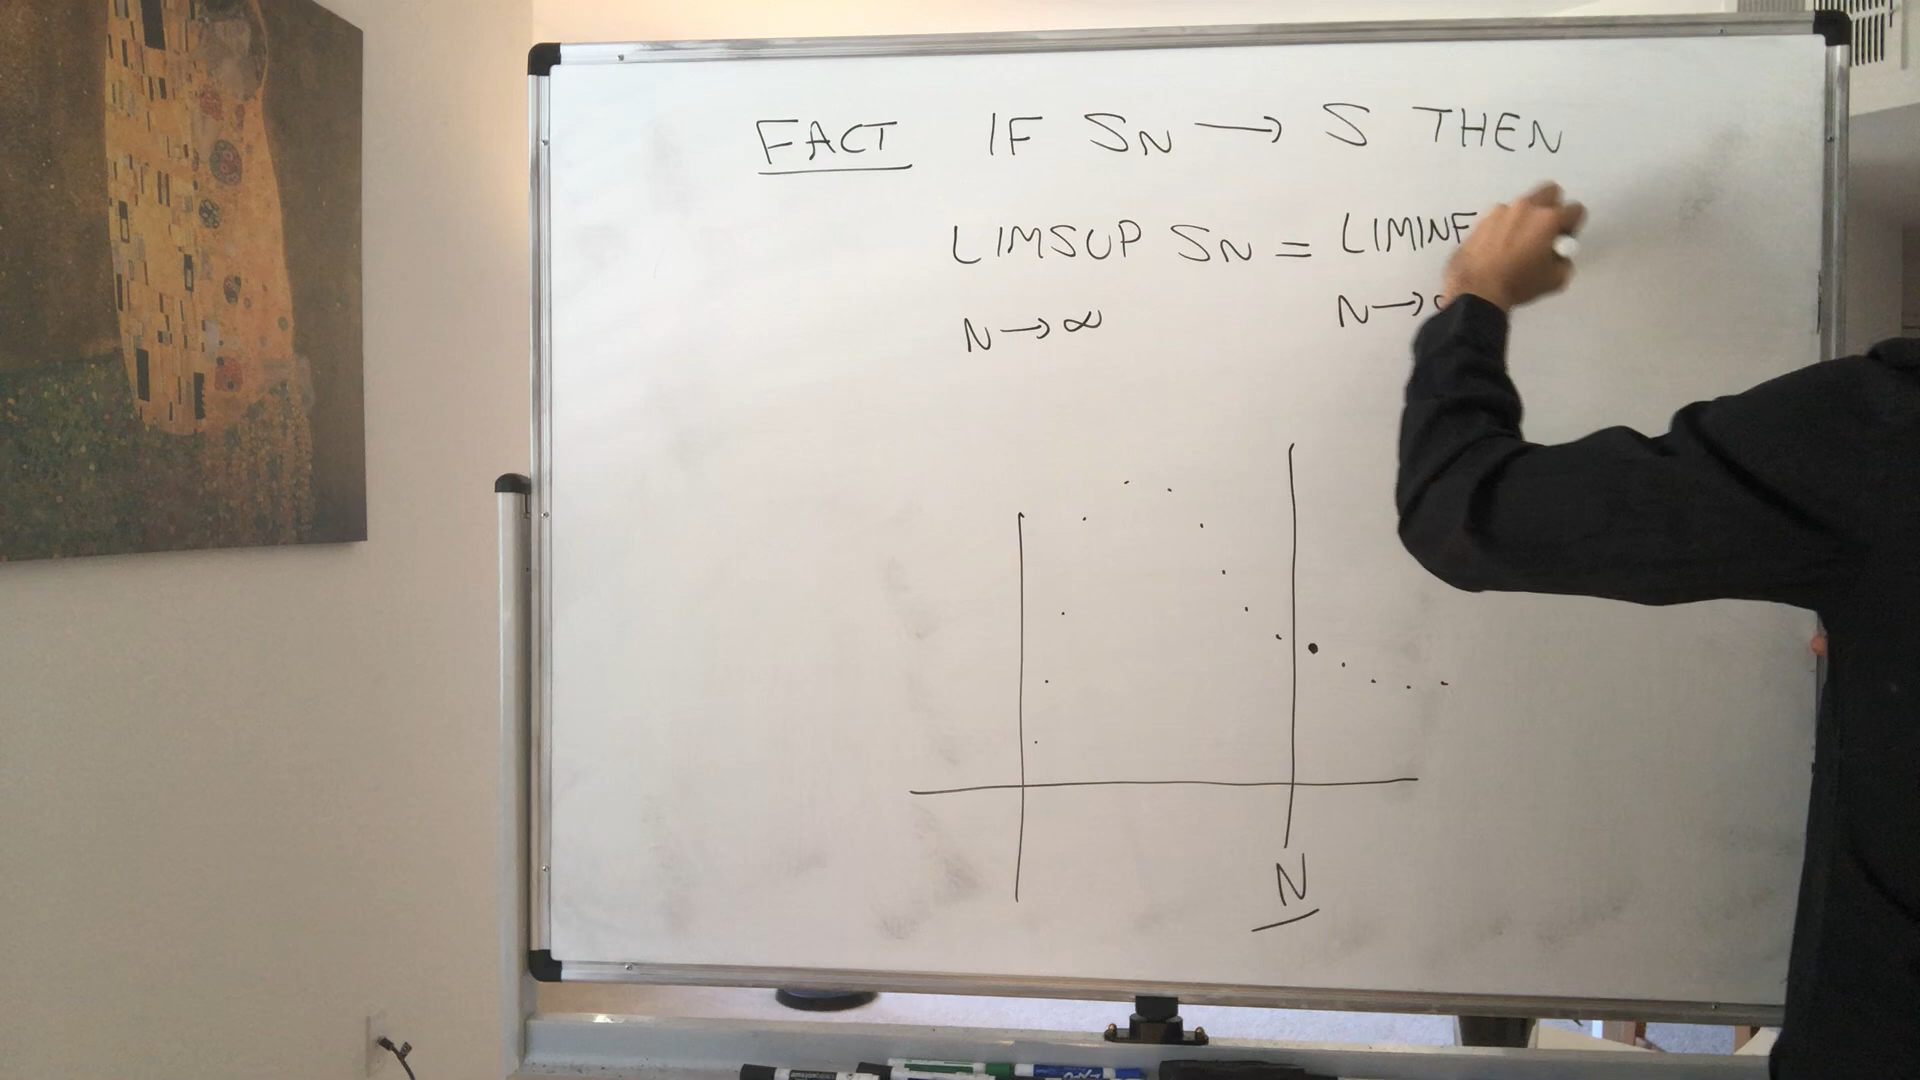 FACT IF SN → S THEN
LIMSUP SN = LIMINF
N → ∞ N →
N